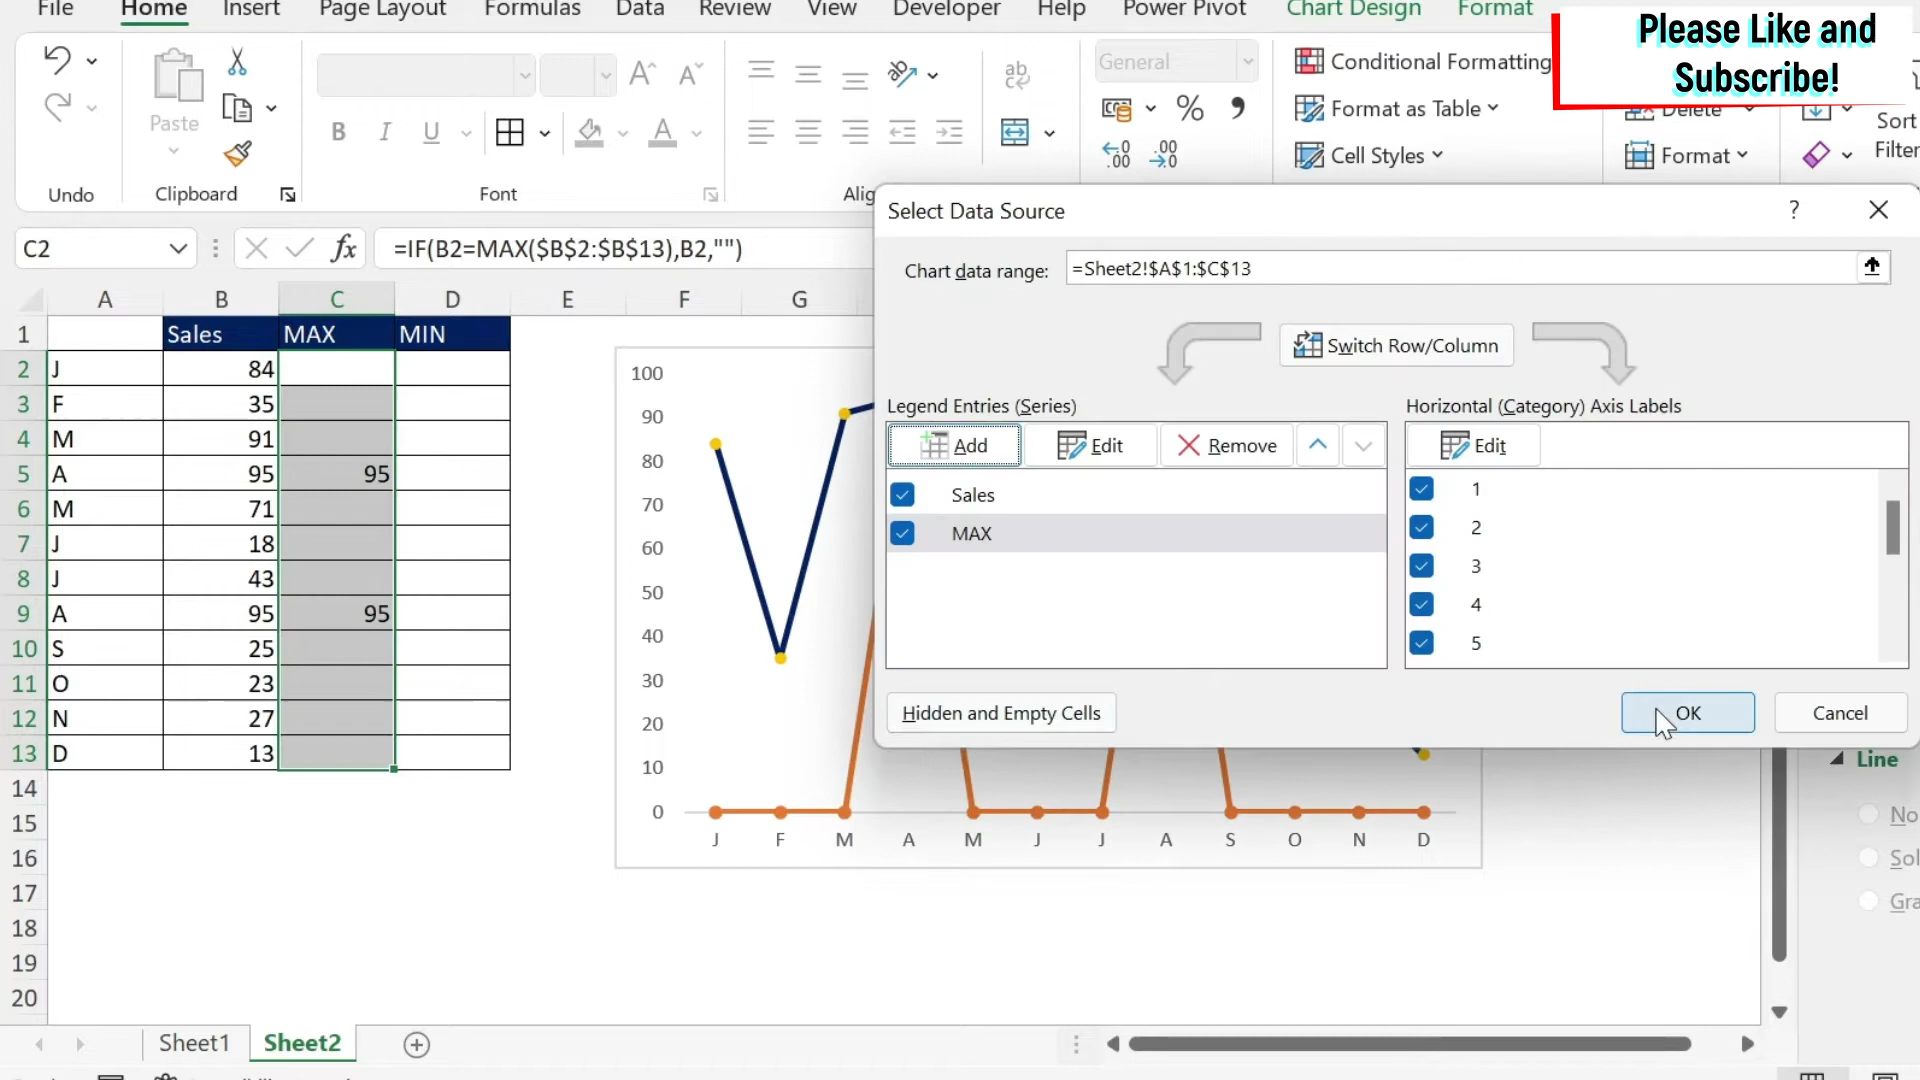 File Home Insert Page Layout Formulas Data Review View Developer Help Power Pivot Chart Design Format
Please Like and
Subscribe!
Paste
General
Conditional Formatting
Format as Table
Cell Styles
Delete
Format
Sort
Filter
Undo Clipboard Font
C2
=IF(B2=MAX($B$2:$B$13),B2,"")
Select Data Source
?
Chart data range:
=Sheet2!$A$1:$C$13
Switch Row/Column
Legend Entries (Series)
Add Edit Remove
Sales
MAX
Horizontal (Category) Axis Labels
Edit
1
2
3
4
5
Hidden and Empty Cells
OK Cancel
A B C D E F G
1 Sales MAX MIN
2 J 84
3 F 35
4 M 91
5 A 95 95
6 M 71
7 J 18
8 J 43
9 A 95 95
10 S 25
11 O 23
12 N 27
13 D 13
14
15
16
17
18
19
20
100
90
80
70
60
50
40
30
20
10
0
J F M A M J J A S O N D
Line
Sheet1 Sheet2